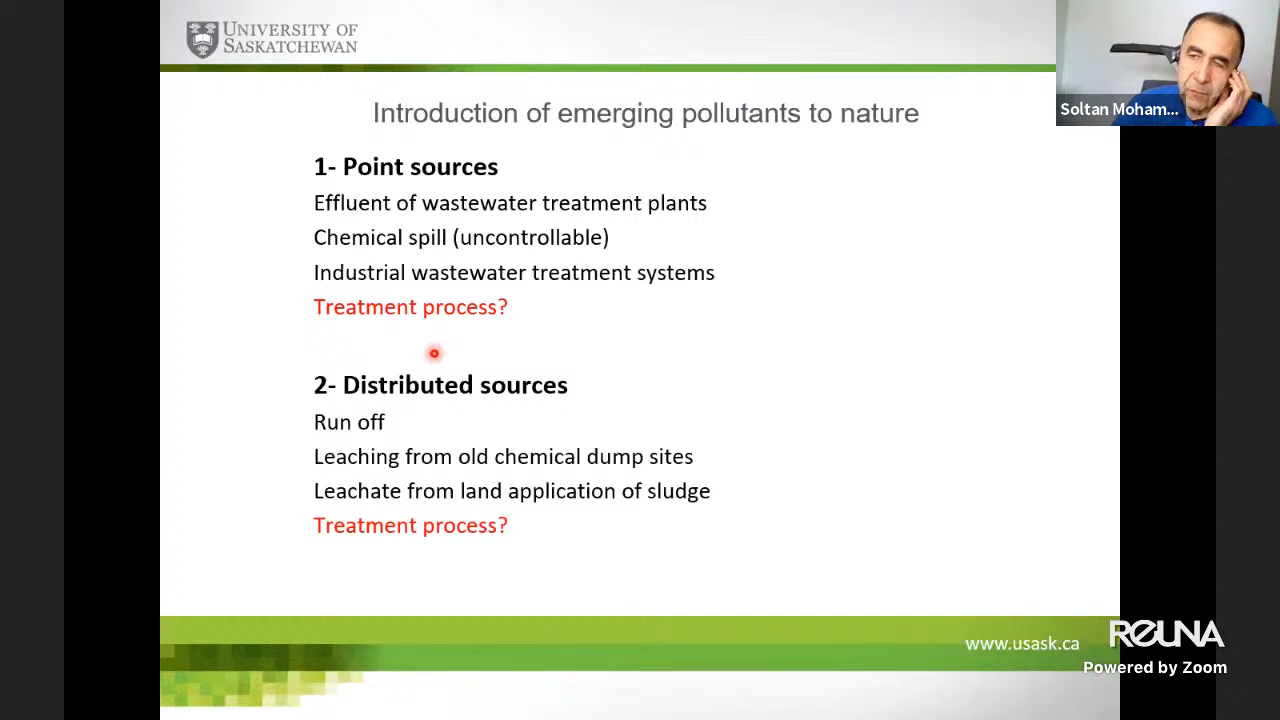 UNIVERSITY OF
SASKATCHEWAN
Soltan Moham...
Introduction of emerging pollutants to nature
1- Point sources
Effluent of wastewater treatment plants
Chemical spill (uncontrollable)
Industrial wastewater treatment systems
Treatment process?
2- Distributed sources
Run off
Leaching from old chemical dump sites
Leachate from land application of sludge
Treatment process?
www.usask.ca
REUNA
Powered by Zoom